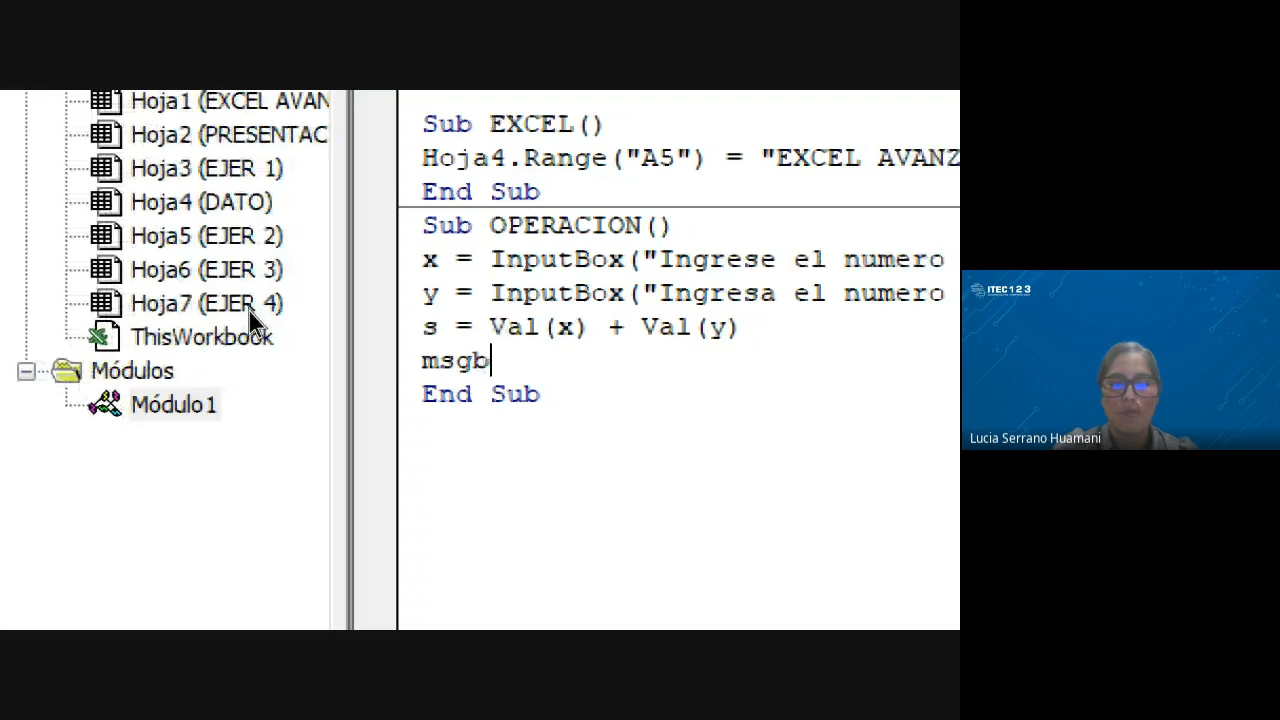 Hoja1 (EXCEL AVAN
Hoja2 (PRESENTAC
Hoja3 (EJER 1)
Hoja4 (DATO)
Hoja5 (EJER 2)
Hoja6 (EJER 3)
Hoja7 (EJER 4)
ThisWorkbook
Módulos
Módulo1
Sub EXCEL()
Hoja4.Range("A5") = "EXCEL AVANZ
End Sub
Sub OPERACION()
x = InputBox("Ingrese el numero
y = InputBox("Ingresa el numero
s = Val(x) + Val(y)
msgb
End Sub
ITEC123
Lucia Serrano Huamani